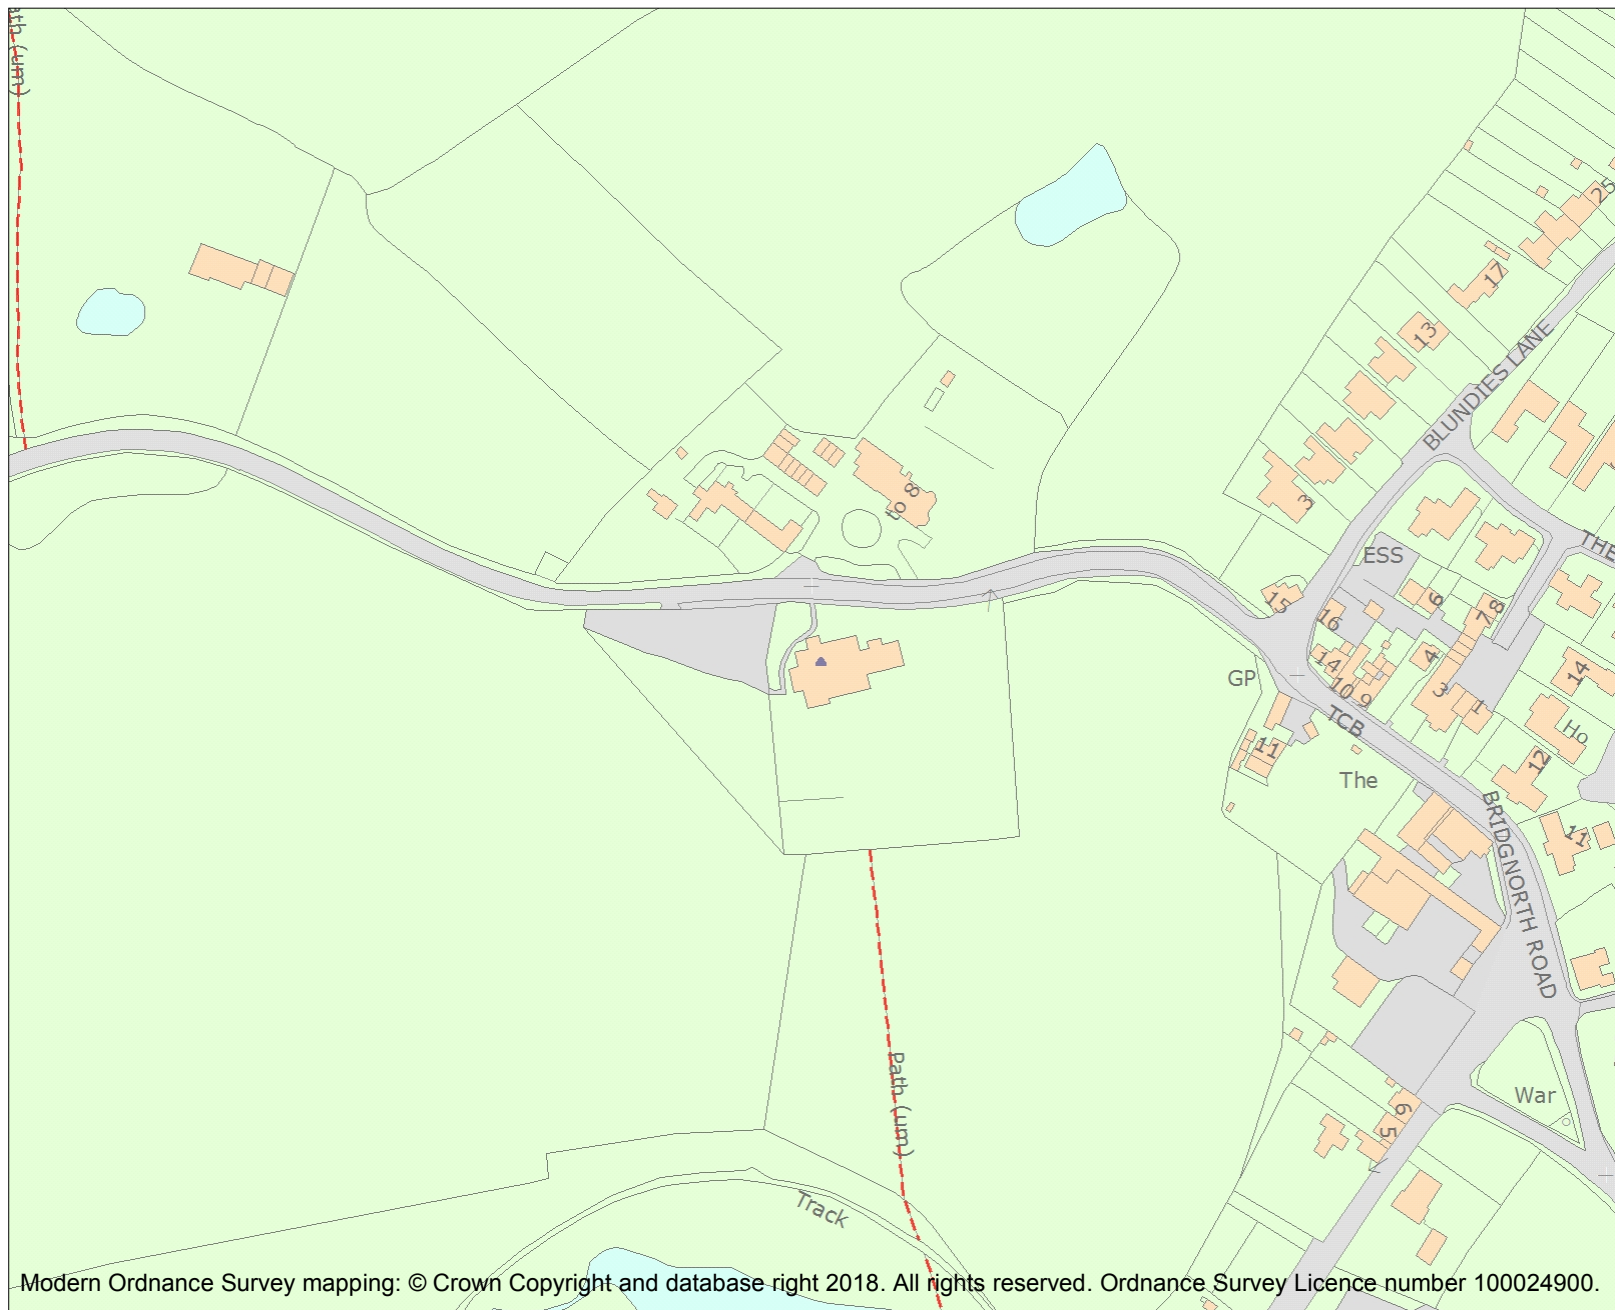 ath (um)
25
17
13
BLUNDIES LANE
to 8
3
ESS
THE
6
78
15
16
14
4
14
GP
10
9
3
1
TCB
Ho
11
12
The
BRIDGNORTH ROAD
11
Path (um)
War
6
5
Track
Modern Ordnance Survey mapping: © Crown Copyright and database right 2018. All rights reserved. Ordnance Survey Licence number 100024900.